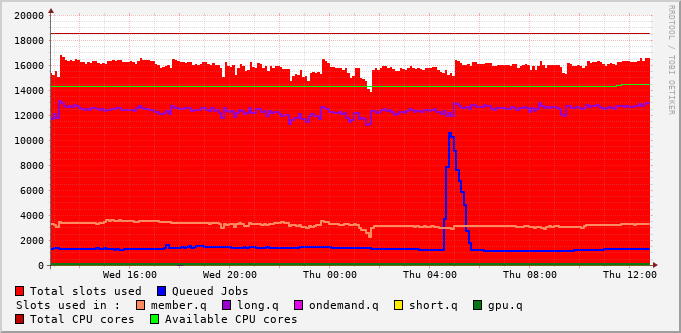 RRDTOOL / TOBI OETIKER
20000
18000
16000
14000
12000
10000
8000
6000
4000
2000
0
Wed 16:00 Wed 20:00 Thu 00:00 Thu 04:00 Thu 08:00 Thu 12:00
Total slots used Queued Jobs
Slots used in : member.q long.q ondemand.q short.q gpu.q
Total CPU cores Available CPU cores